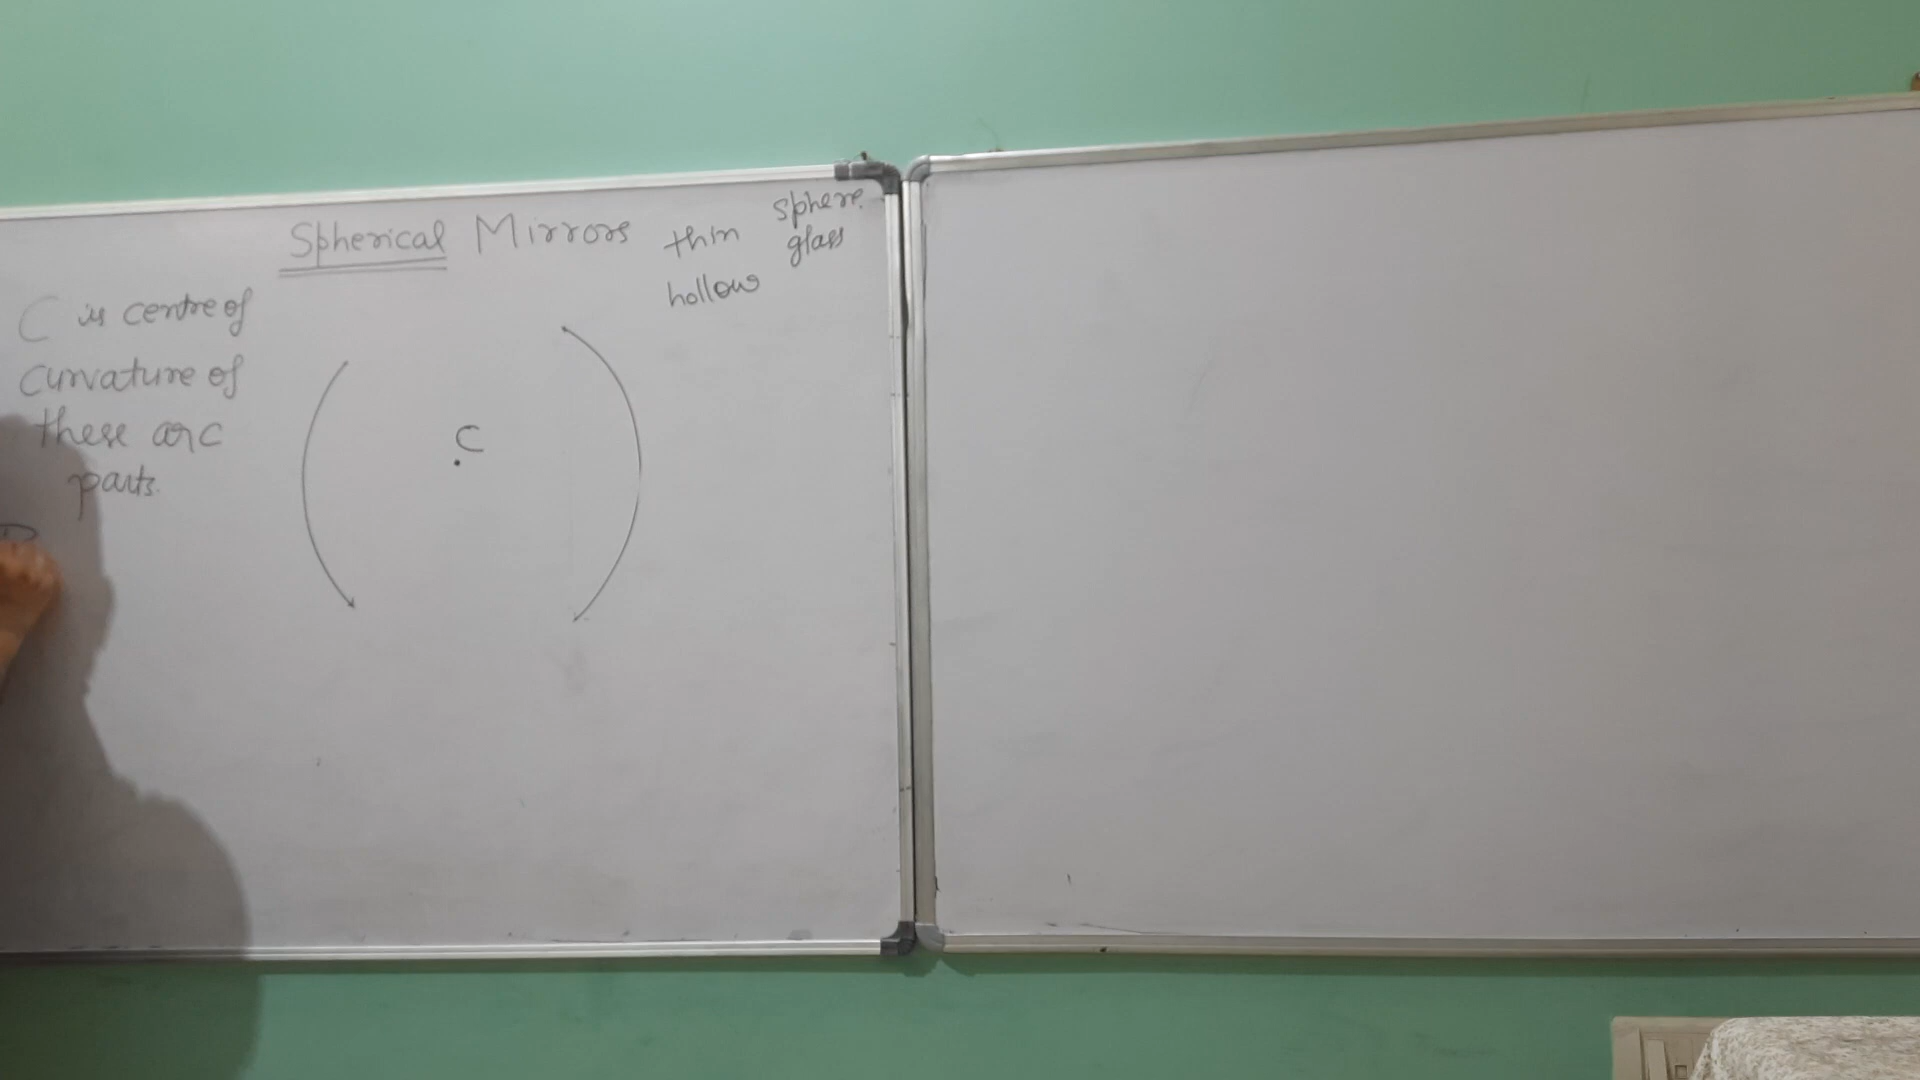 Spherical Mirrors
thin sphere
hollow glass
C is centre of
curvature of
these arc
parts.
C